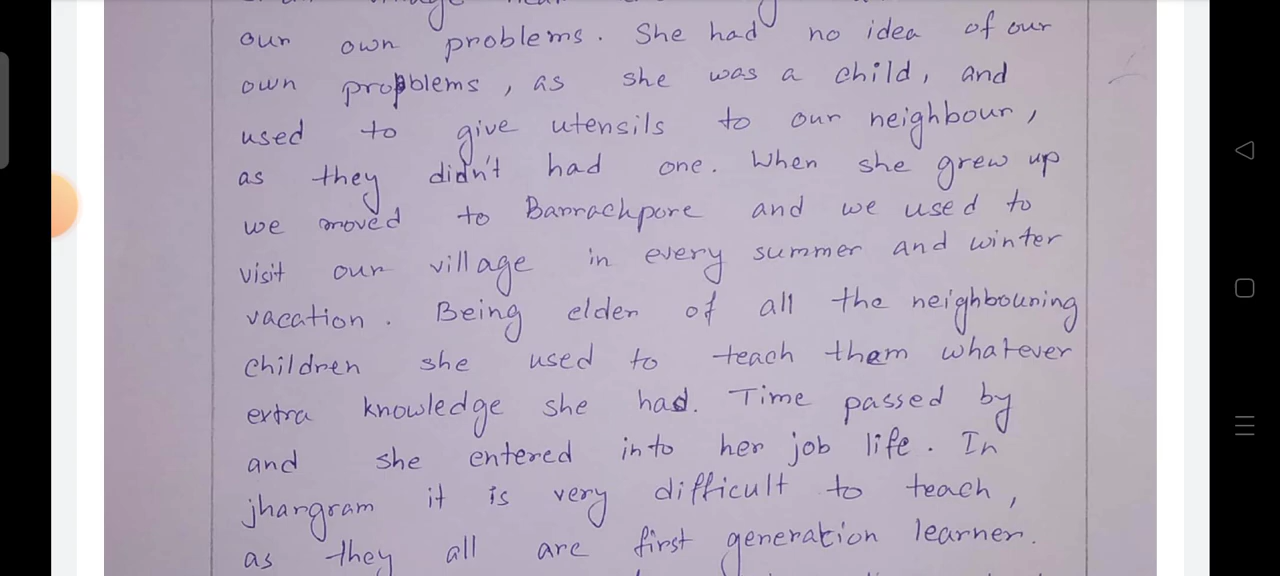 our own problems. She had no idea of our
own propblems, as she was a child, and
used to give utensils to our neighbour,
as they didn't had one. When she grew up
we moved to Barrachpore and we used to
visit our village in every summer and winter
vacation. Being elder of all the neighbouring
children she used to teach them whatever
extra knowledge she had. Time passed by
and she entered into her job life. In
jhargram it is very difficult to teach,
as they all are first generation learner.